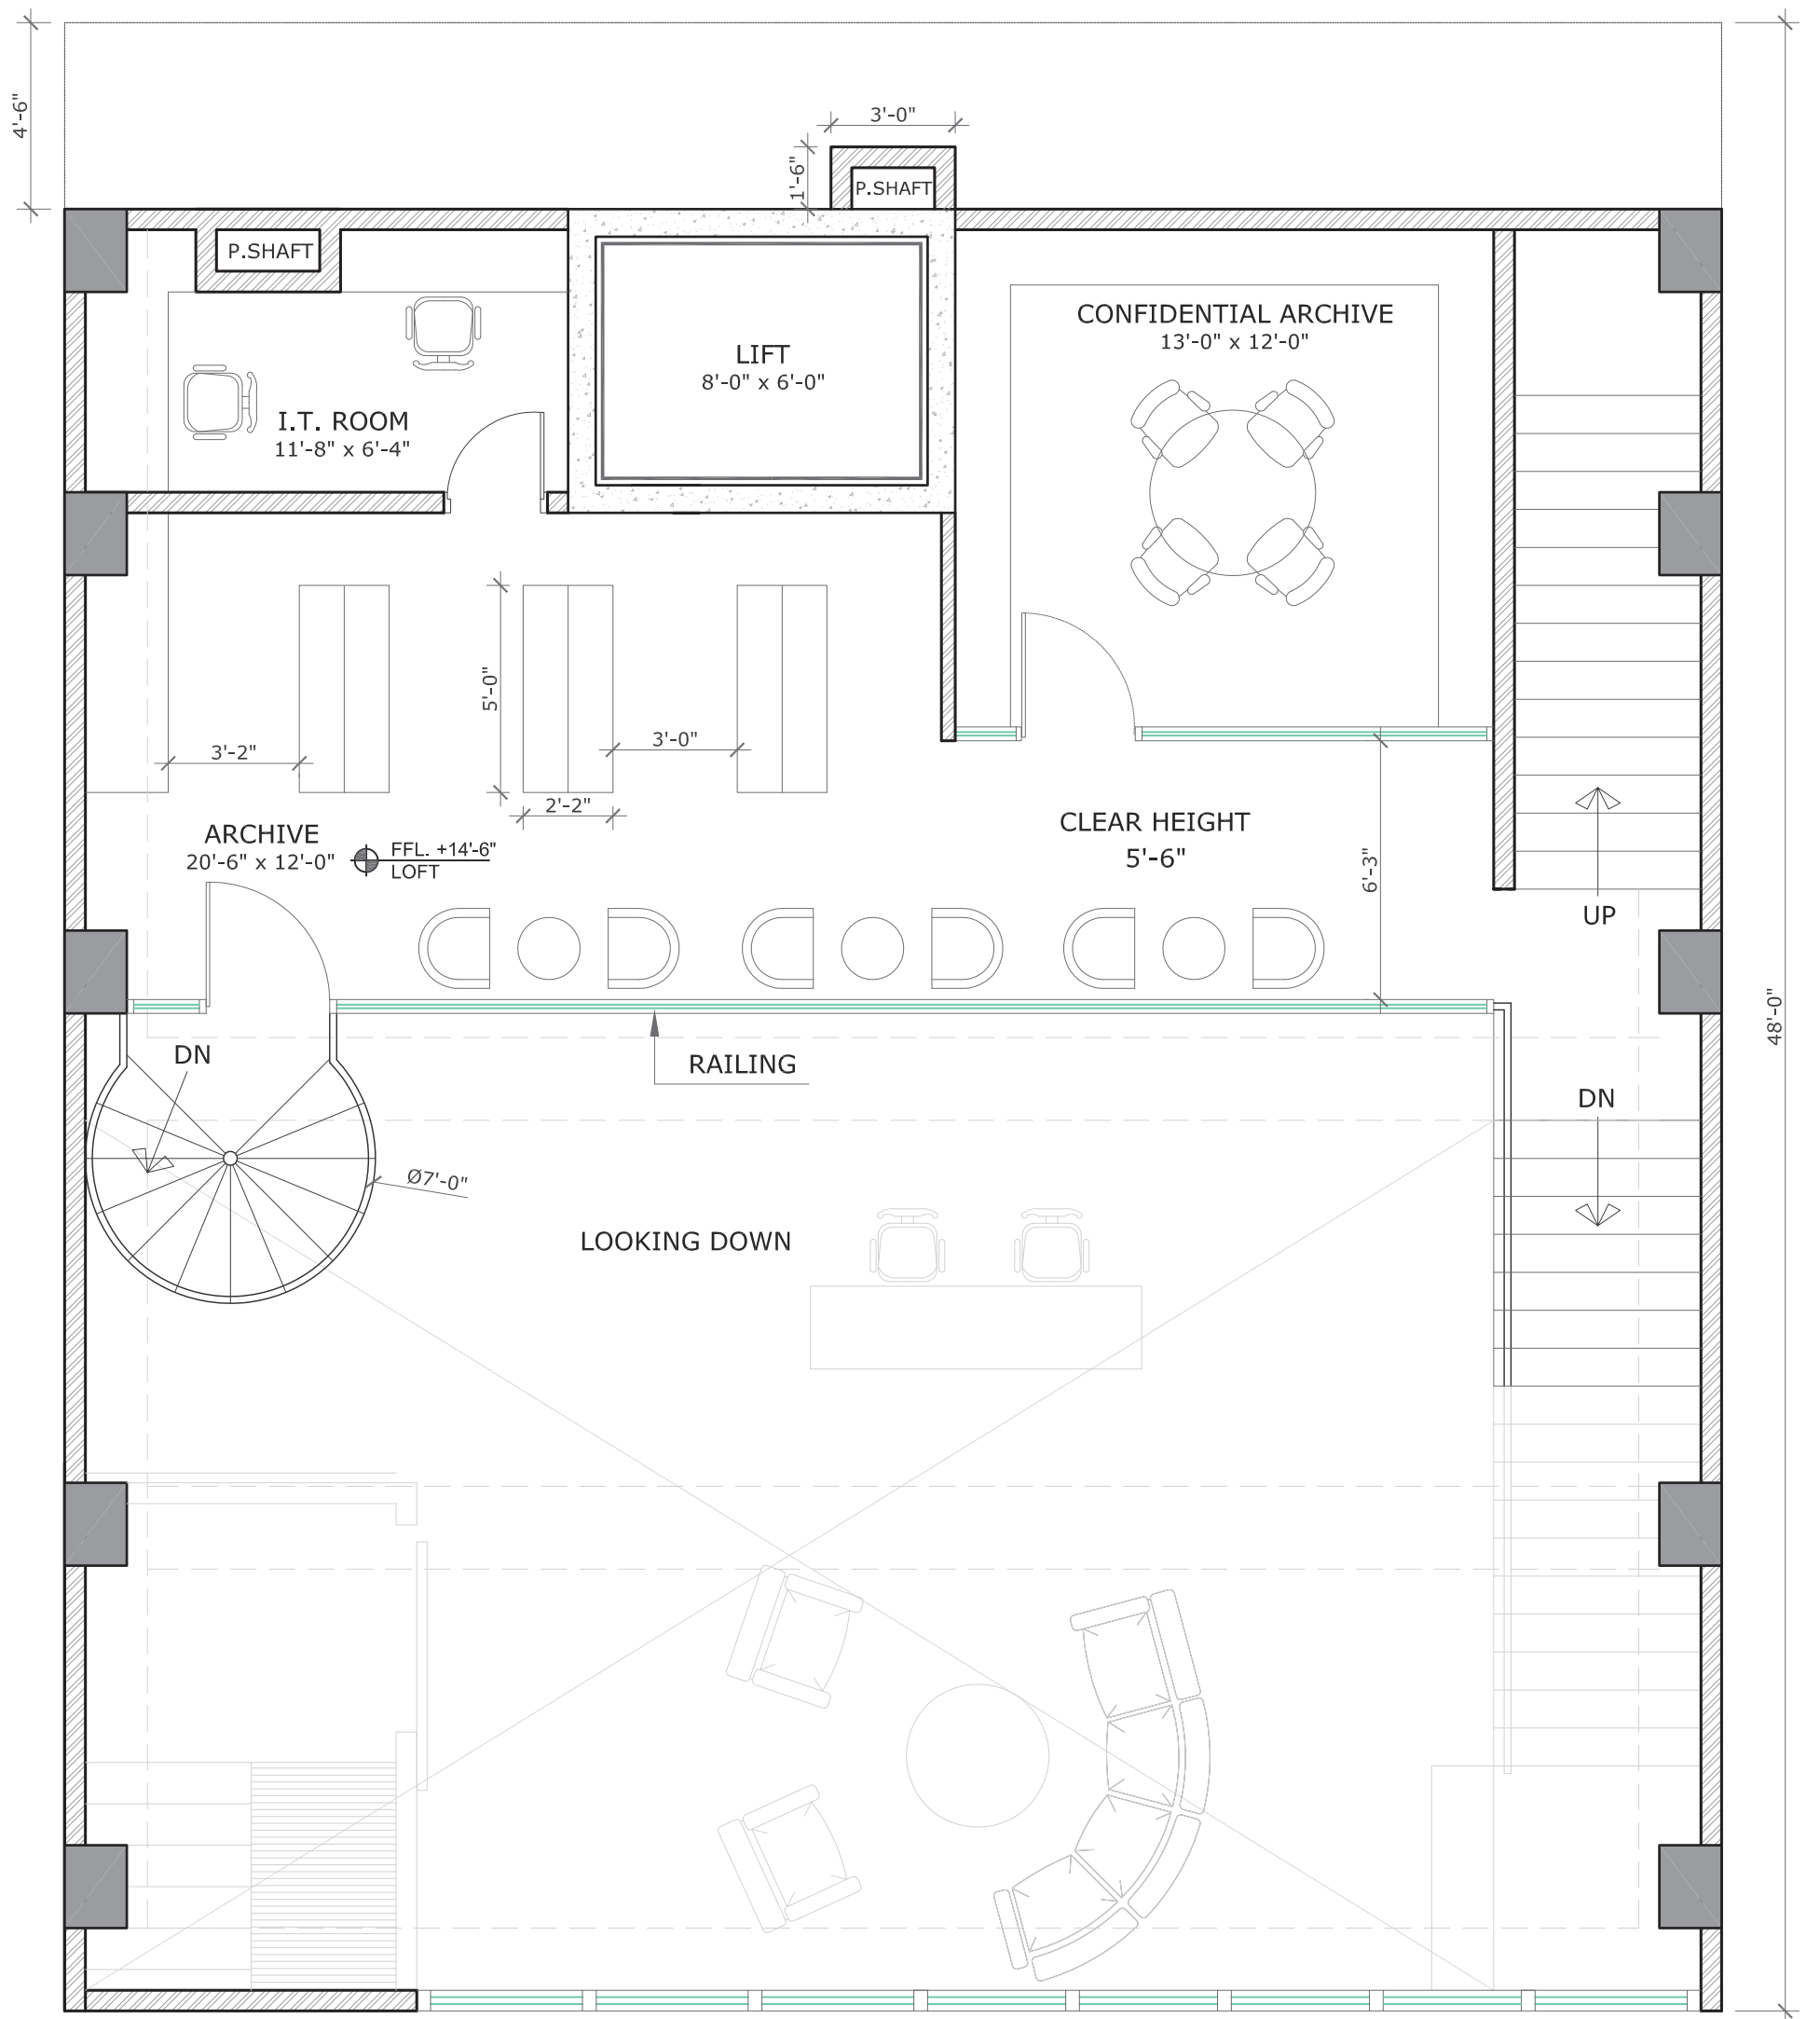 4'-6"
3'-0"
1'-6"
P.SHAFT
P.SHAFT
CONFIDENTIAL ARCHIVE
13'-0" x 12'-0"
LIFT
8'-0" x 6'-0"
I.T. ROOM
11'-8" x 6'-4"
5'-0"
3'-2"
3'-0"
2'-2"
ARCHIVE
20'-6" x 12'-0"
FFL. +14'-6"
LOFT
CLEAR HEIGHT
5'-6"
6'-3"
UP
48'-0"
DN
RAILING
DN
Ø7'-0"
LOOKING DOWN